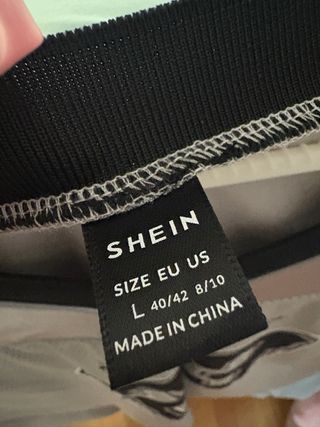 SHEIN
SIZE EU US
L 40/42 8/10
MADE IN CHINA